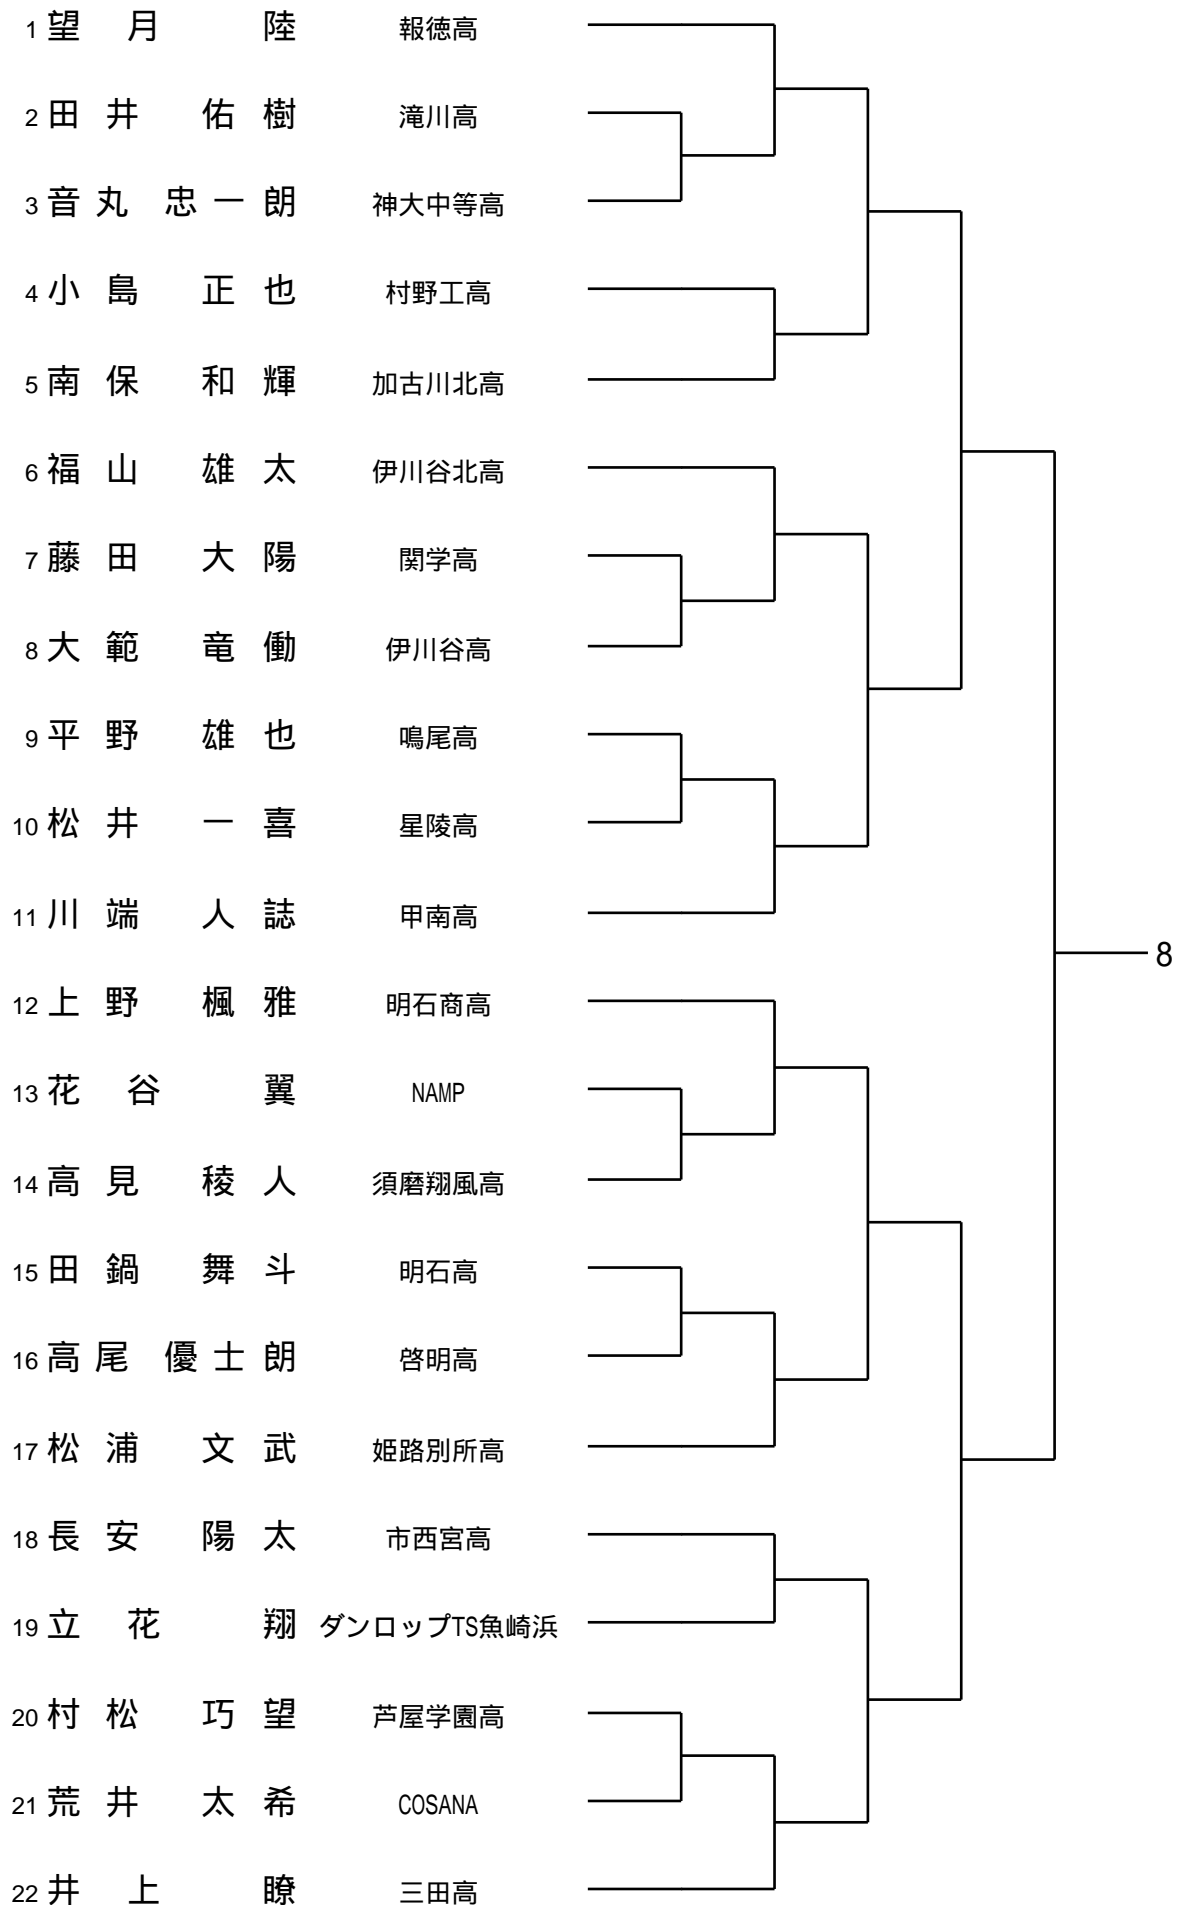 1 望月 陸 報徳高
2 田井 佑樹 滝川高
3 音丸 忠一朗 神大中等高
4 小島 正也 村野工高
5 南保 和輝 加古川北高
6 福山 雄太 伊川谷北高
7 藤田 大陽 関学高
8 大範 竜働 伊川谷高
9 平野 雄也 鳴尾高
10 松井 一喜 星陵高
11 川端 人誌 甲南高
8
12 上野 楓雅 明石商高
13 花谷 翼 NAMP
14 高見 稜人 須磨翔風高
15 田鍋 舞斗 明石高
16 高尾 優士朗 啓明高
17 松浦 文武 姫路別所高
18 長安 陽太 市西宮高
19 立花 翔 ダンロップTS魚崎浜
20 村松 巧望 芦屋学園高
21 荒井 太希 COSANA
22 井上 瞭 三田高